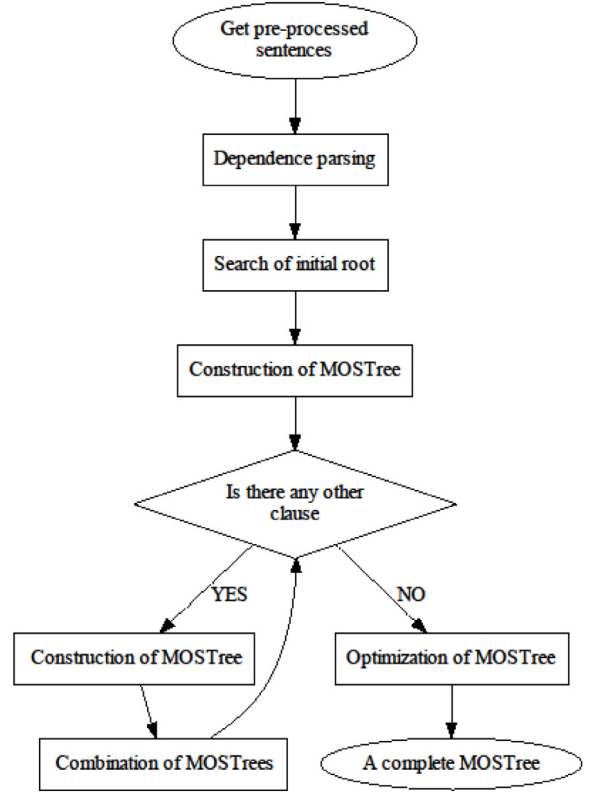 Get pre-processed
sentences
Dependence parsing
Search of initial root
Construction of MOSTree
Is there any other
clause
YES
NO
Construction of MOSTree
Optimization of MOSTree
Combination of MOSTrees
A complete MOSTree